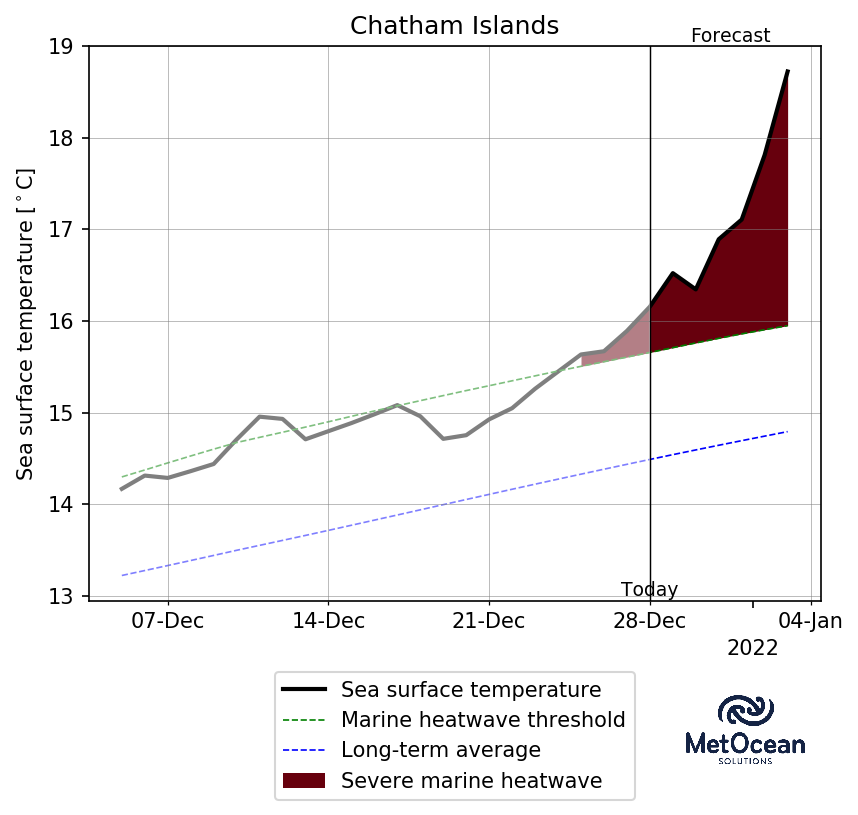 Chatham Islands
Forecast
19
18
17
16
15
14
13
Sea surface temperature [°C]
Today
07-Dec 14-Dec 21-Dec 28-Dec 04-Jan
2022
Sea surface temperature
Marine heatwave threshold
Long-term average
Severe marine heatwave
MetOcean
SOLUTIONS